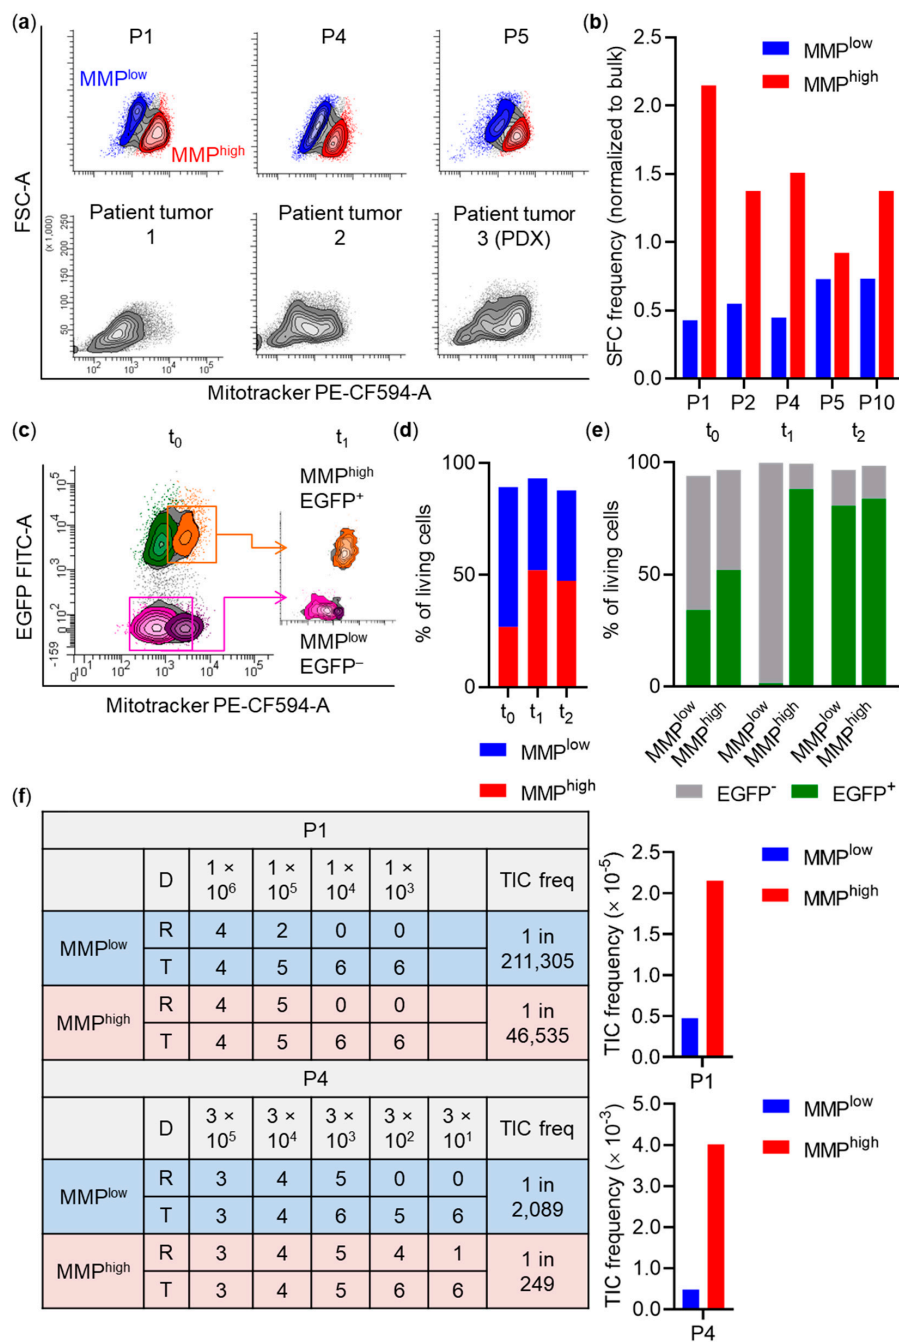 (a)
P1
P4
P5
MMPlow
MMPhigh
FSC-A
Patient tumor
1
Patient tumor
2
Patient tumor
3 (PDX)
(x 1,000)
250
200
150
100
50
10² 10³ 10⁴ 10⁵
Mitotracker PE-CF594-A
(b)
SFC frequency (normalized to bulk)
2.5
2.0
1.5
1.0
0.5
0.0
P1 P2 P4 P5 P10
MMPlow
MMPhigh
(c)
t0
t1
EGFP FITC-A
10⁵
10⁴
10³
10²
-159
0 10¹ 10² 10³ 10⁴ 10⁵
MMPhigh
EGFP+
MMPlow
EGFP–
Mitotracker PE-CF594-A
(d)
% of living cells
100
50
0
t0 t1 t2
MMPlow
MMPhigh
(e)
t0 t1 t2
% of living cells
100
50
0
MMPlow
MMPhigh
MMPlow
MMPhigh
MMPlow
MMPhigh
EGFP- EGFP+
(f)
P1
D 1 × 10⁶ 1 × 10⁵ 1 × 10⁴ 1 × 10³ TIC freq
MMPlow R 4 2 0 0 1 in 211,305
T 4 5 6 6
MMPhigh R 4 5 0 0 1 in 46,535
T 4 5 6 6
P4
D 3 × 10⁵ 3 × 10⁴ 3 × 10³ 3 × 10² 3 × 10¹ TIC freq
MMPlow R 3 4 5 0 0 1 in 2,089
T 3 4 6 5 6
MMPhigh R 3 4 5 4 1 1 in 249
T 3 4 5 6 6
TIC frequency (× 10-5)
2.5
2.0
1.5
1.0
0.5
0.0
P1
MMPlow
MMPhigh
TIC frequency (× 10-3)
5.0
4.0
3.0
2.0
1.0
0.0
P4
MMPlow
MMPhigh